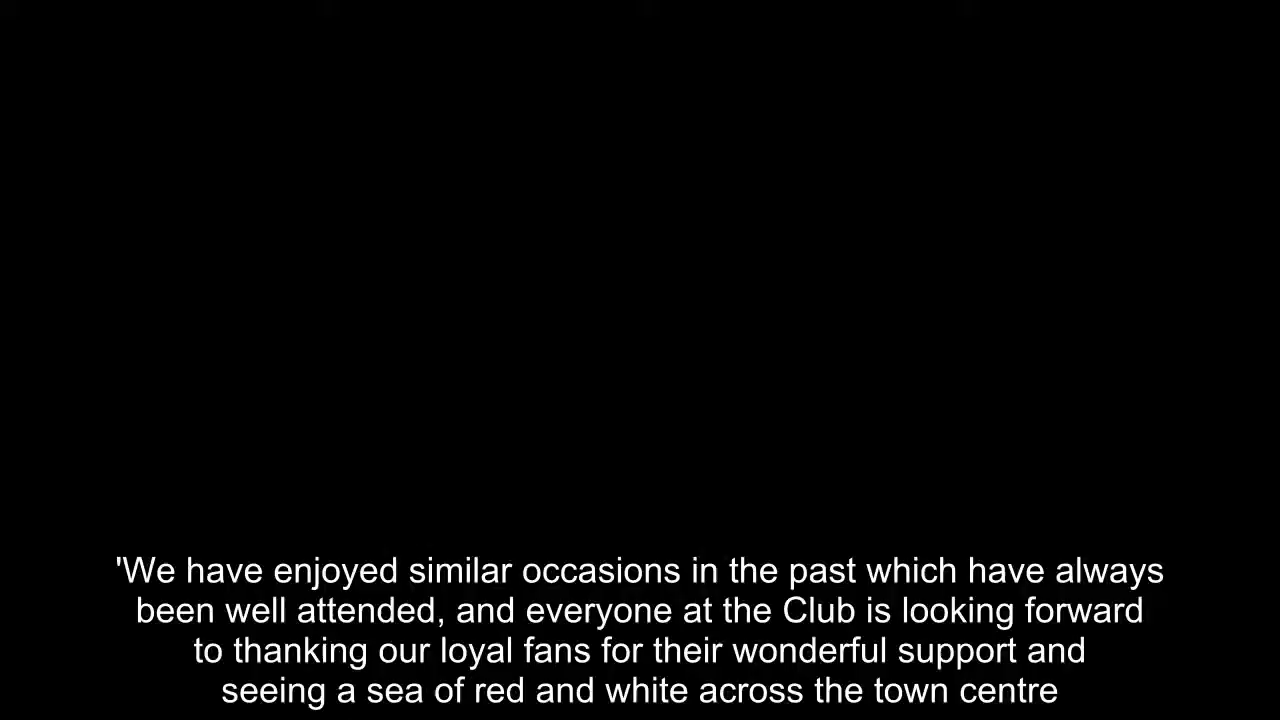 'We have enjoyed similar occasions in the past which have always
been well attended, and everyone at the Club is looking forward
to thanking our loyal fans for their wonderful support and
seeing a sea of red and white across the town centre